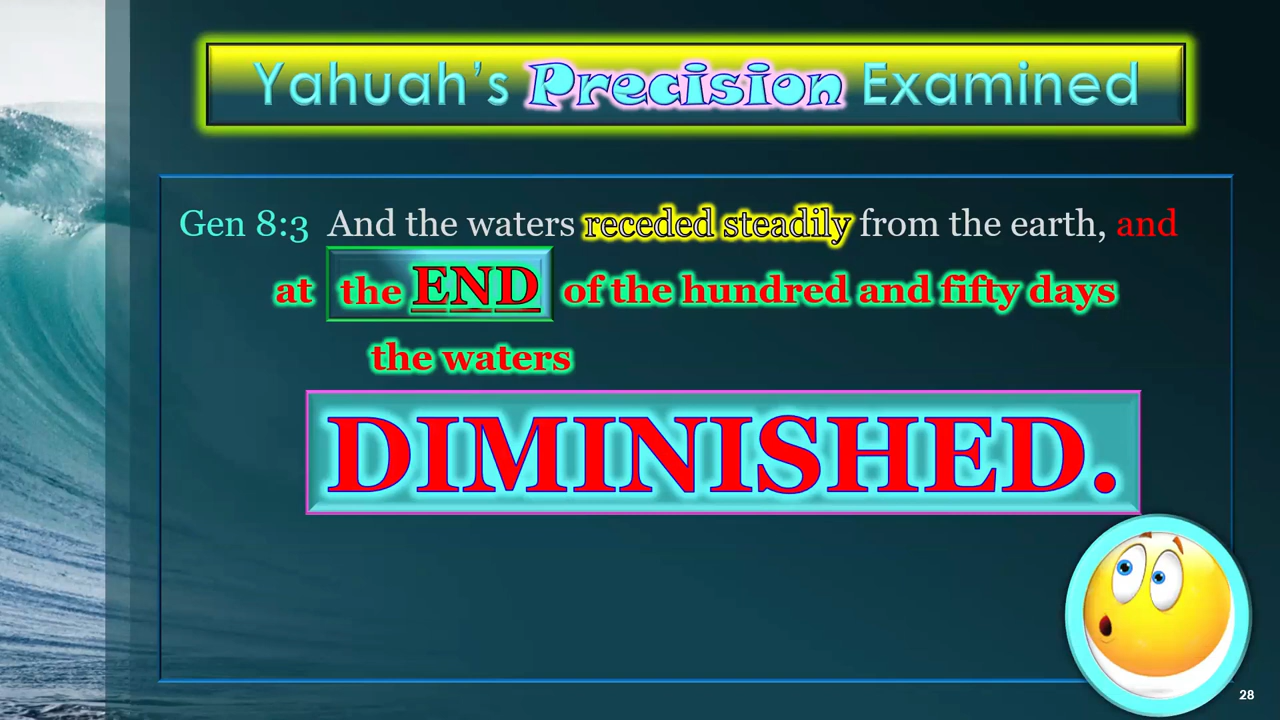 Yahuah's Precision Examined
Gen 8:3 And the waters receded steadily from the earth, and
at the END of the hundred and fifty days
the waters
DIMINISHED.
28